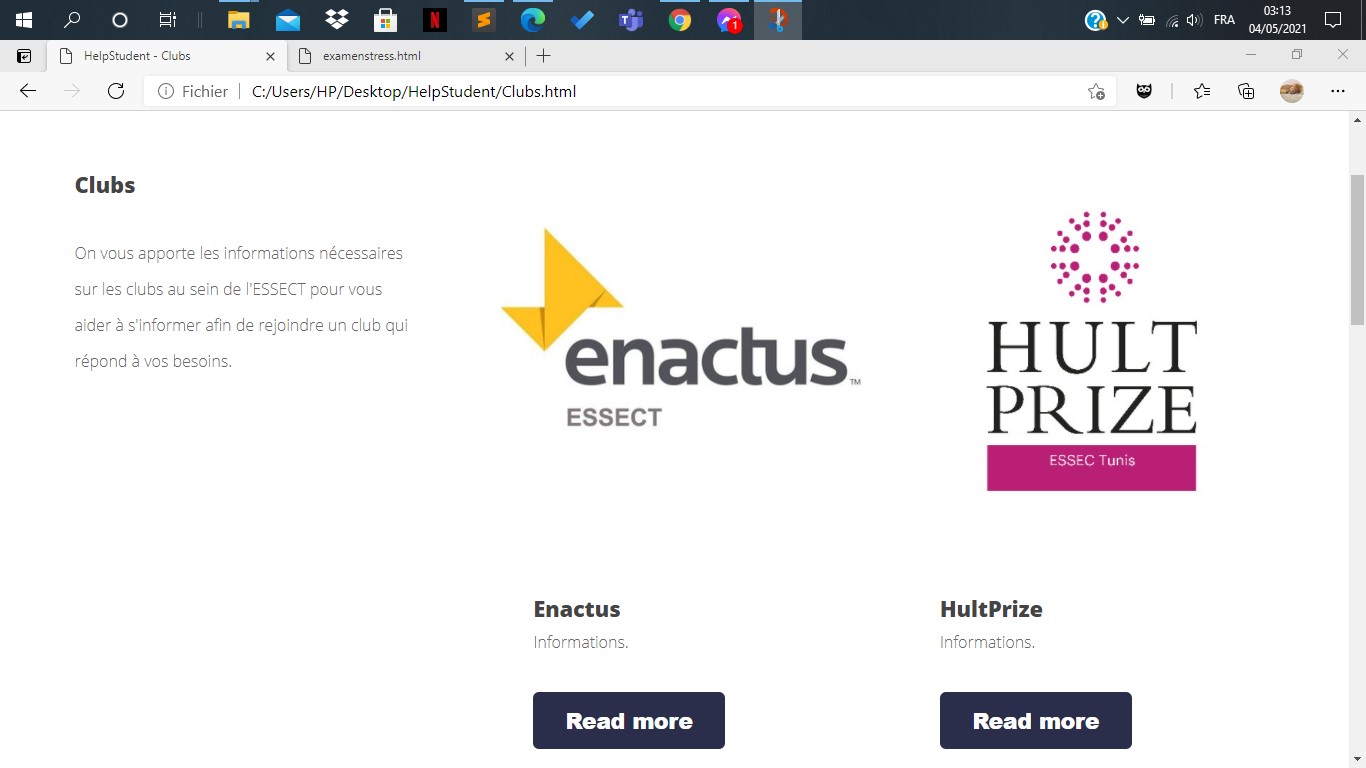 FRA
03:13
04/05/2021
1
HelpStudent - Clubs
examenstress.html
Fichier
C:/Users/HP/Desktop/HelpStudent/Clubs.html
Clubs
On vous apporte les informations nécessaires
sur les clubs au sein de l'ESSECT pour vous
aider à s'informer afin de rejoindre un club qui
répond à vos besoins.
enactus™
ESSECT
HULT
PRIZE
ESSEC Tunis
Enactus
Informations.
Read more
HultPrize
Informations.
Read more